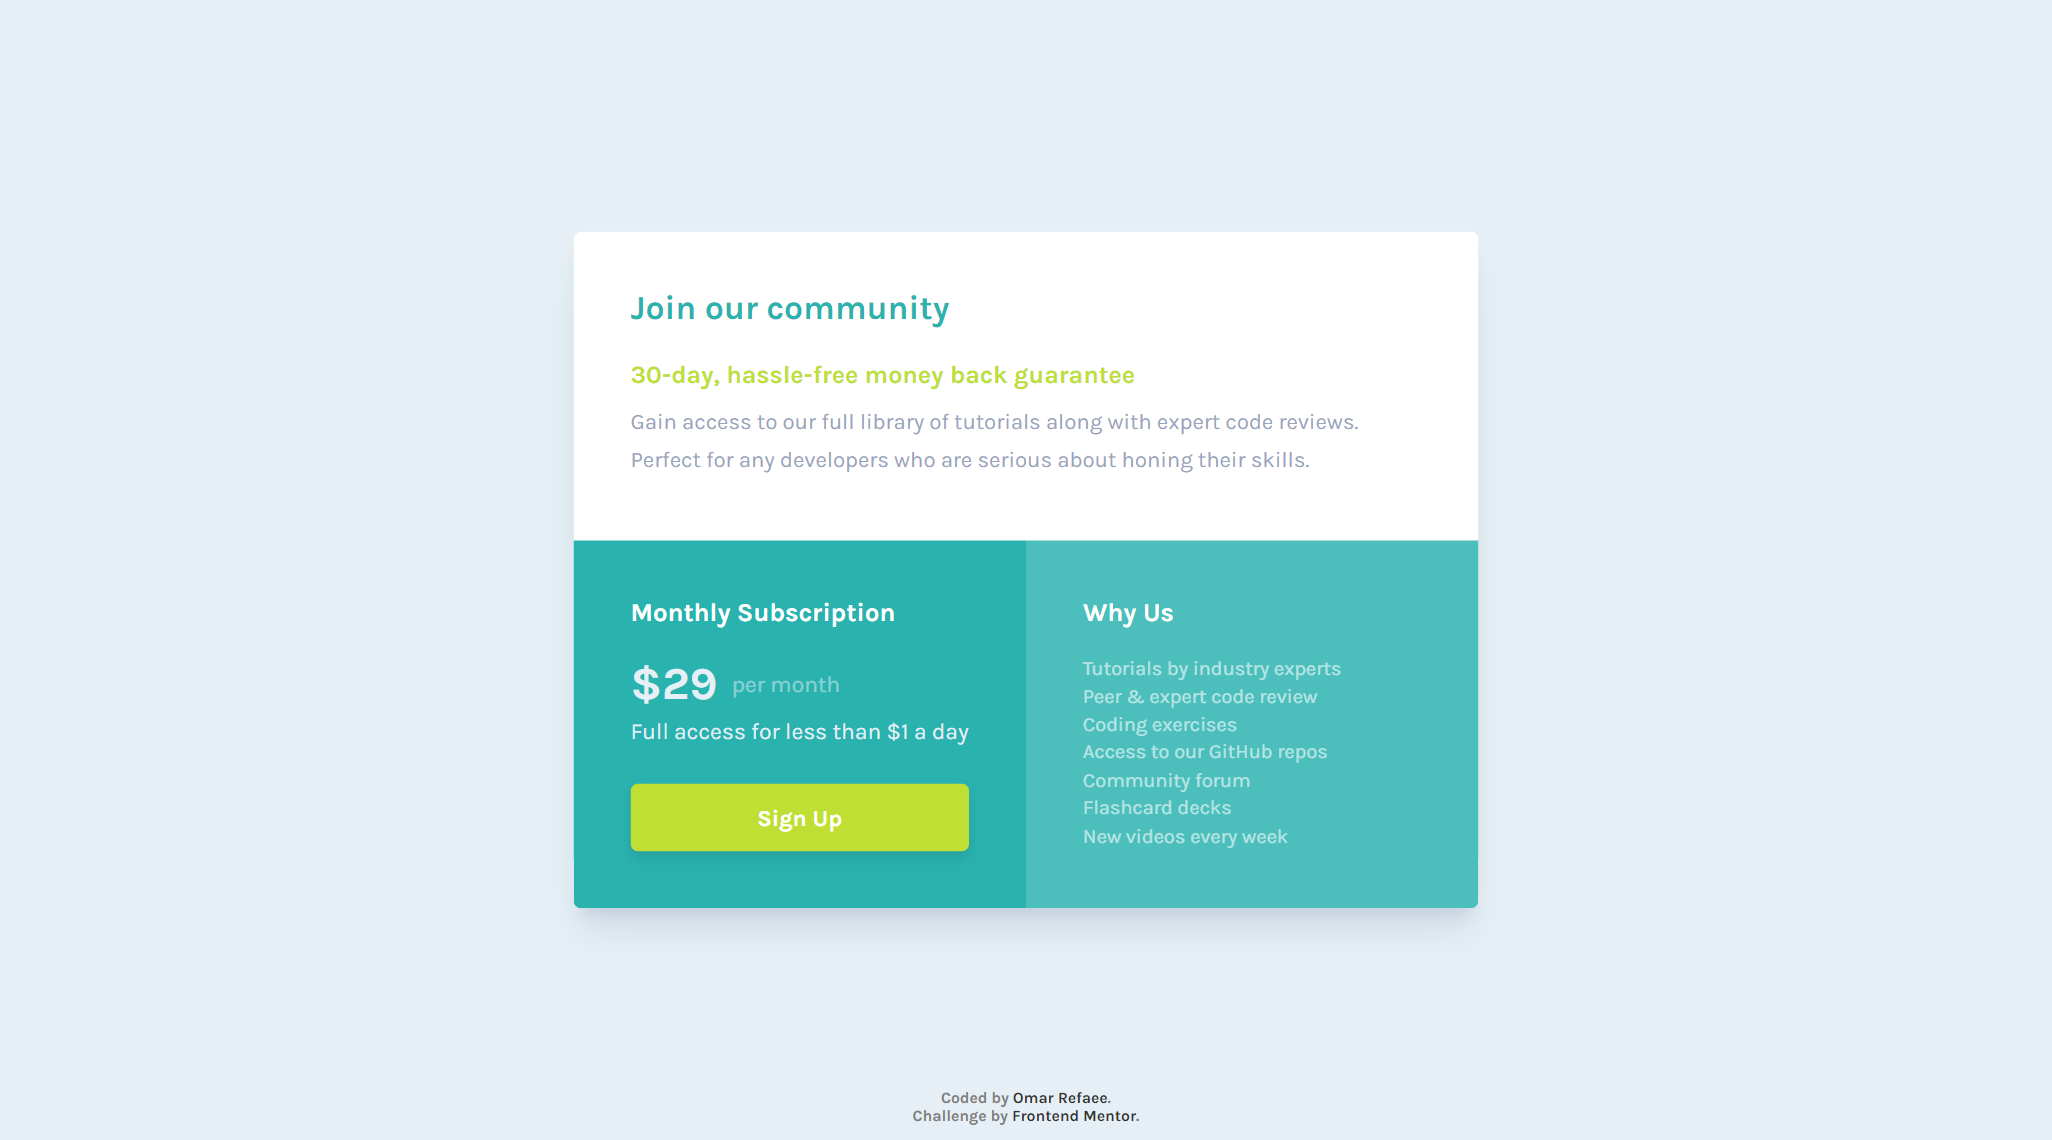 Join our community
30-day, hassle-free money back guarantee
Gain access to our full library of tutorials along with expert code reviews.
Perfect for any developers who are serious about honing their skills.
Monthly Subscription
$29 per month
Full access for less than $1 a day
Sign Up
Why Us
Tutorials by industry experts
Peer & expert code review
Coding exercises
Access to our GitHub repos
Community forum
Flashcard decks
New videos every week
Coded by Omar Refaee.
Challenge by Frontend Mentor.